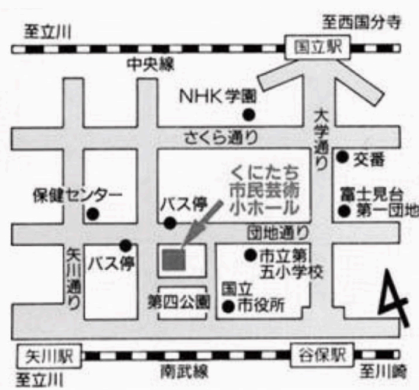 至立川
至西国分寺
国立駅
中央線
NHK学園
大学通り
さくら通り
交番
くにたち
市民芸術
小ホール
保健センター
バス停
富士見台
第一団地
団地通り
矢川通り
バス停
市立第
五小学校
第四公園
国立
市役所
矢川駅
谷保駅
至立川
南武線
至川崎